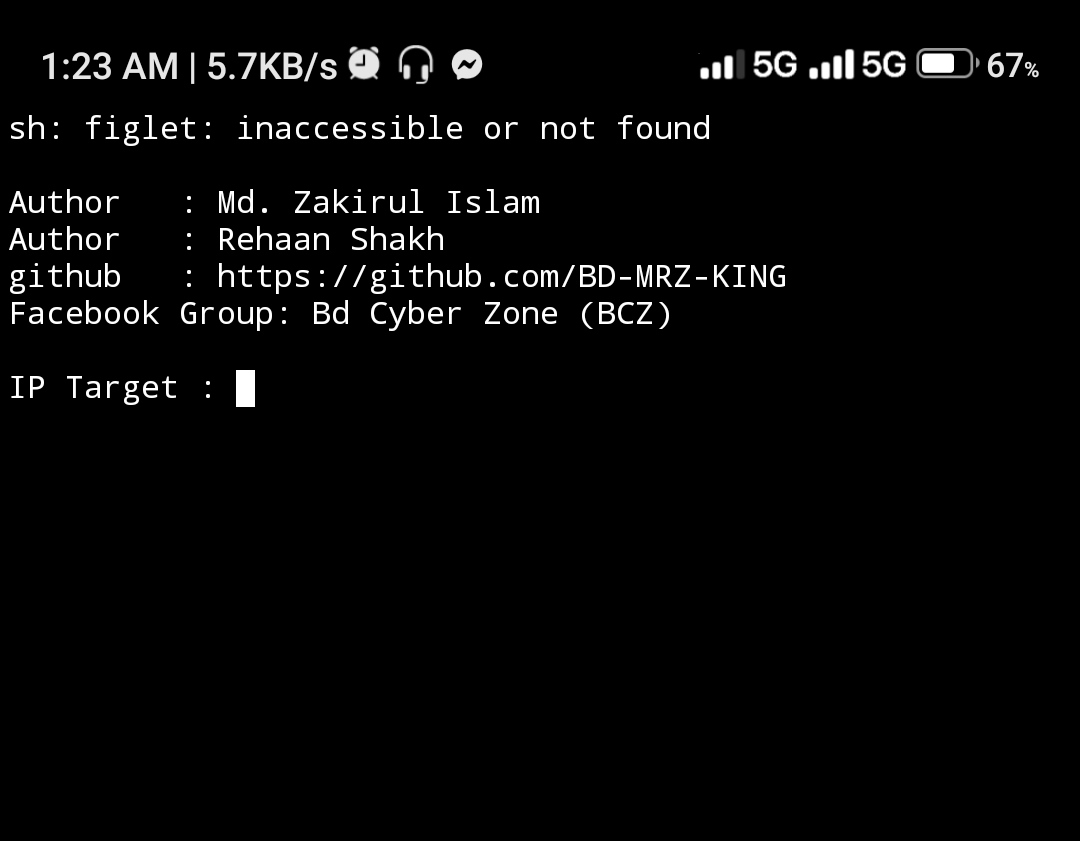 1:23 AM | 5.7KB/s 5G 5G 67%
sh: figlet: inaccessible or not found
Author : Md. Zakirul Islam
Author : Rehaan Shakh
github : https://github.com/BD-MRZ-KING
Facebook Group: Bd Cyber Zone (BCZ)
IP Target :